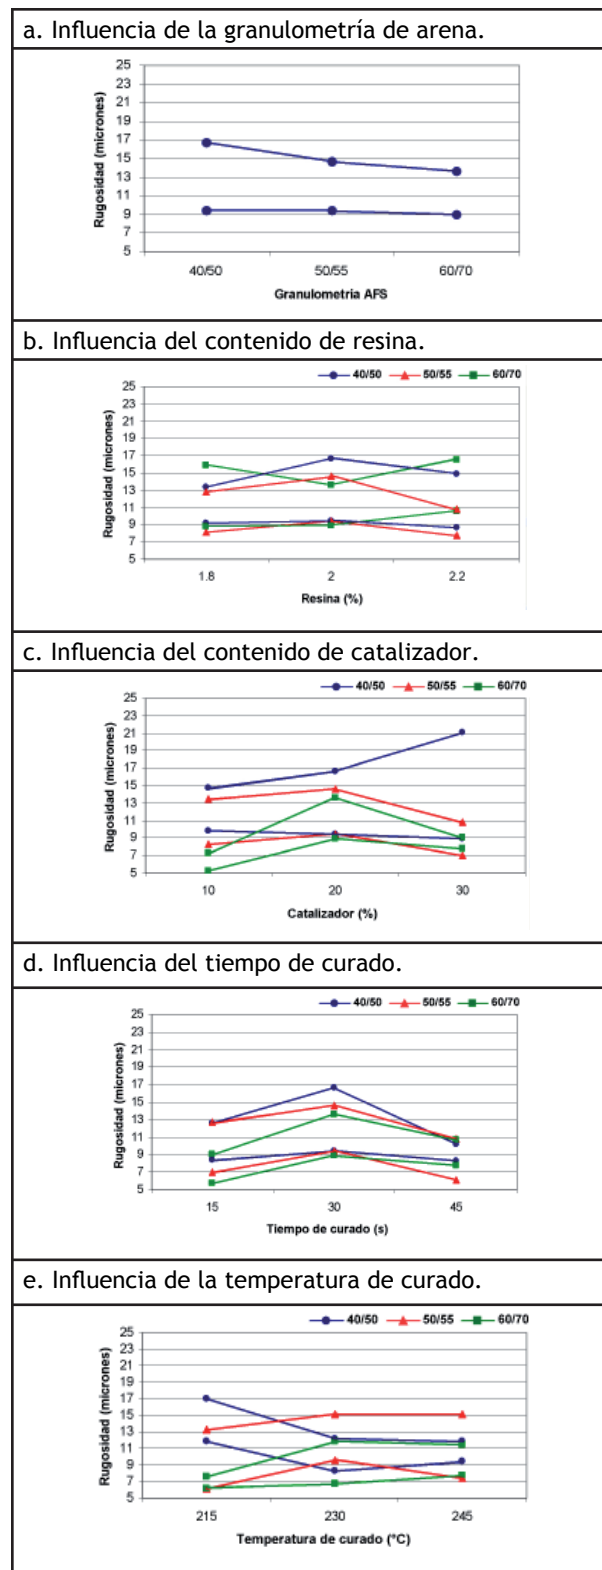 a. Influencia de la granulometría de arena.
25
23
21
19
17
15
13
11
9
7
5
Rugosidad (micrones)
40/50 50/55 60/70
Granulometria AFS
b. Influencia del contenido de resina.
40/50 50/55 60/70
25
23
21
19
17
15
13
11
9
7
5
Rugosidad (micrones)
1.8 2 2.2
Resina (%)
c. Influencia del contenido de catalizador.
40/50 50/55 60/70
25
23
21
19
17
15
13
11
9
7
5
Rugosidad (micrones)
10 20 30
Catalizador (%)
d. Influencia del tiempo de curado.
40/50 50/55 60/70
25
23
21
19
17
15
13
11
9
7
5
Rugosidad (micrones)
15 30 45
Tiempo de curado (s)
e. Influencia de la temperatura de curado.
40/50 50/55 60/70
25
23
21
19
17
15
13
11
9
7
5
Rugosidad (micrones)
215 230 245
Temperatura de curado (°C)